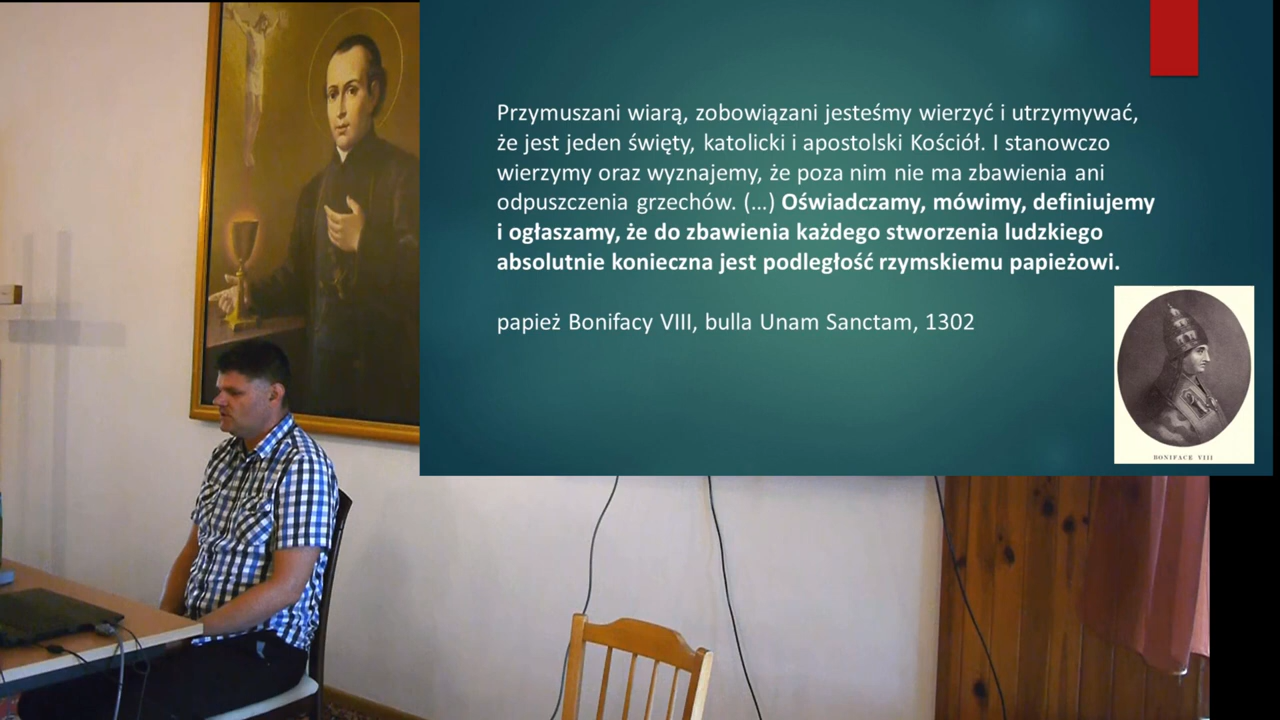 Przymuszani wiarą, zobowiązani jesteśmy wierzyć i utrzymywać,
że jest jeden święty, katolicki i apostolski Kościół. I stanowczo
wierzymy oraz wyznajemy, że poza nim nie ma zbawienia ani
odpuszczenia grzechów. (...) Oświadczamy, mówimy, definiujemy
i ogłaszamy, że do zbawienia każdego stworzenia ludzkiego
absolutnie konieczna jest podległość rzymskiemu papieżowi.
papież Bonifacy VIII, bulla Unam Sanctam, 1302
BONIFACE VIII